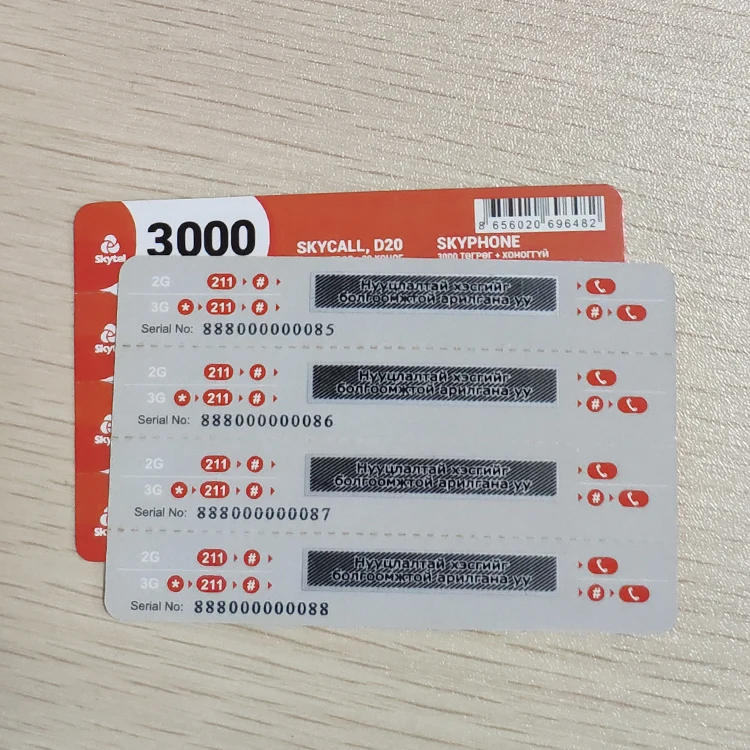 Skytel
3000
SKYCALL, D20
SKYPHONE
3000 ТӨГРӨГ + ХОНОГГҮЙ
8 656020 696482
2G 211 #
3G * 211 # #
Нууцлалтай хэсгийг
болгоомжтой арилгана уу
Serial No: 888000000085
2G 211 #
3G * 211 # #
Нууцлалтай хэсгийг
болгоомжтой арилгана уу
Serial No: 888000000086
2G 211 #
3G * 211 # #
Нууцлалтай хэсгийг
болгоомжтой арилгана уу
Serial No: 888000000087
2G 211 #
3G * 211 # #
Нууцлалтай хэсгийг
болгоомжтой арилгана уу
Serial No: 888000000088